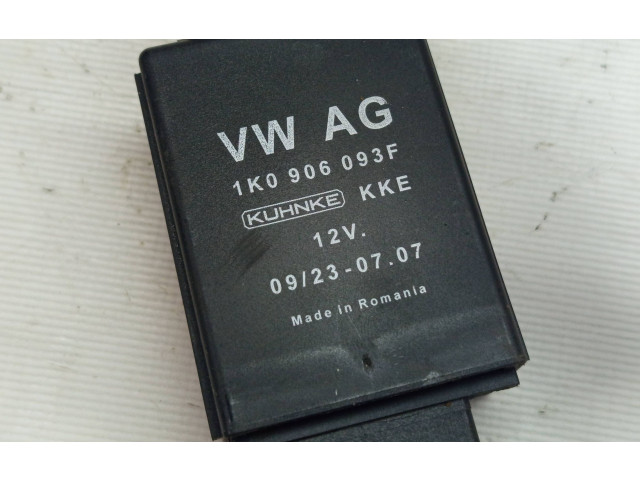 VW AG
1K0 906 093F
KUHNKE KKE
12V.
09/23-07.07
Made in Romania